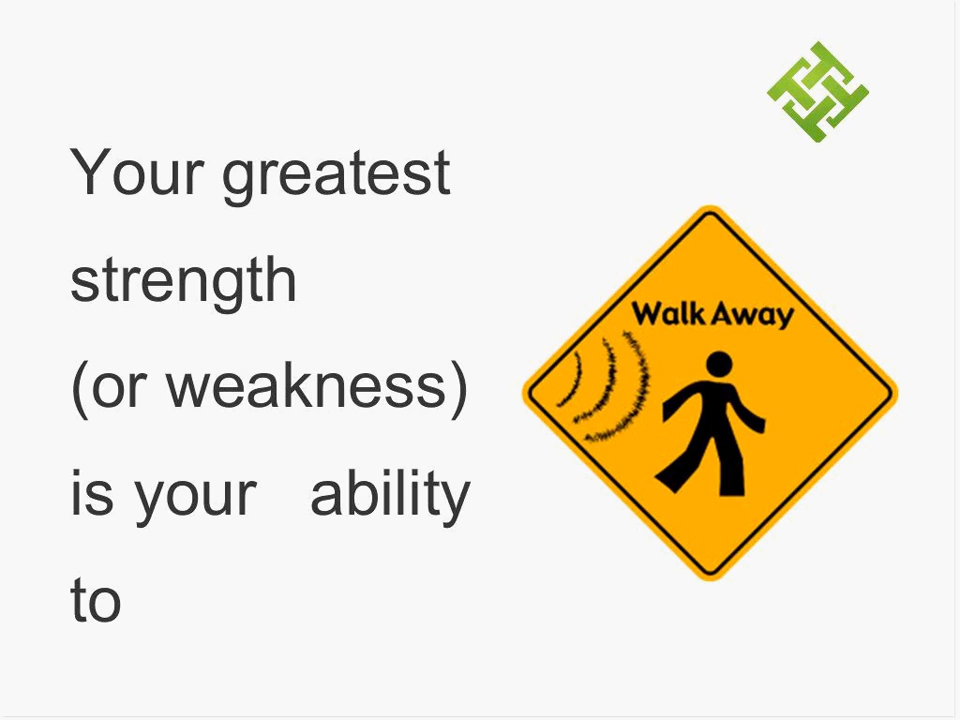 Your greatest
strength
(or weakness)
is your   ability
to
Walk Away